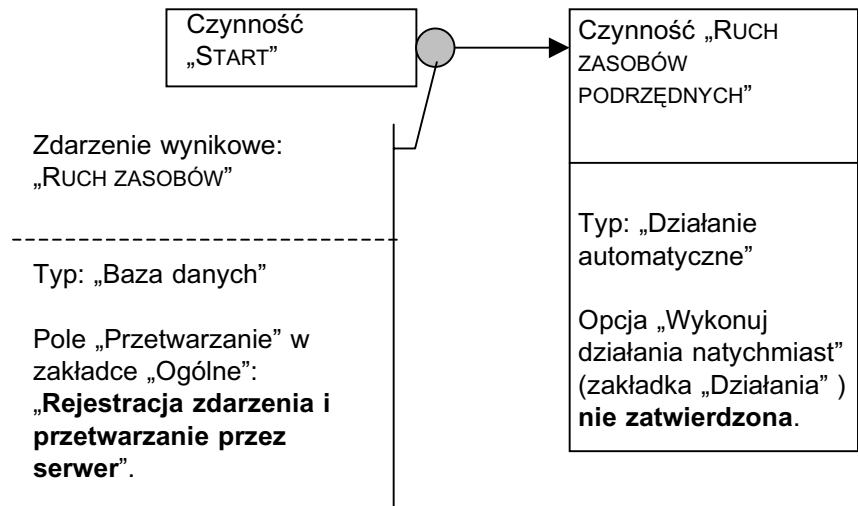 Czynność
„START”
Czynność „RUCH
ZASOBÓW
PODRZĘDNYCH”
Zdarzenie wynikowe:
„RUCH ZASOBÓW”
Typ: „Baza danych”
Pole „Przetwarzanie” w
zakładce „Ogólne”:
„Rejestracja zdarzenia i
przetwarzanie przez
serwer”.
Typ: „Działanie
automatyczne”
Opcja „Wykonuj
działania natychmiast”
(zakładka „Działania” )
nie zatwierdzona.